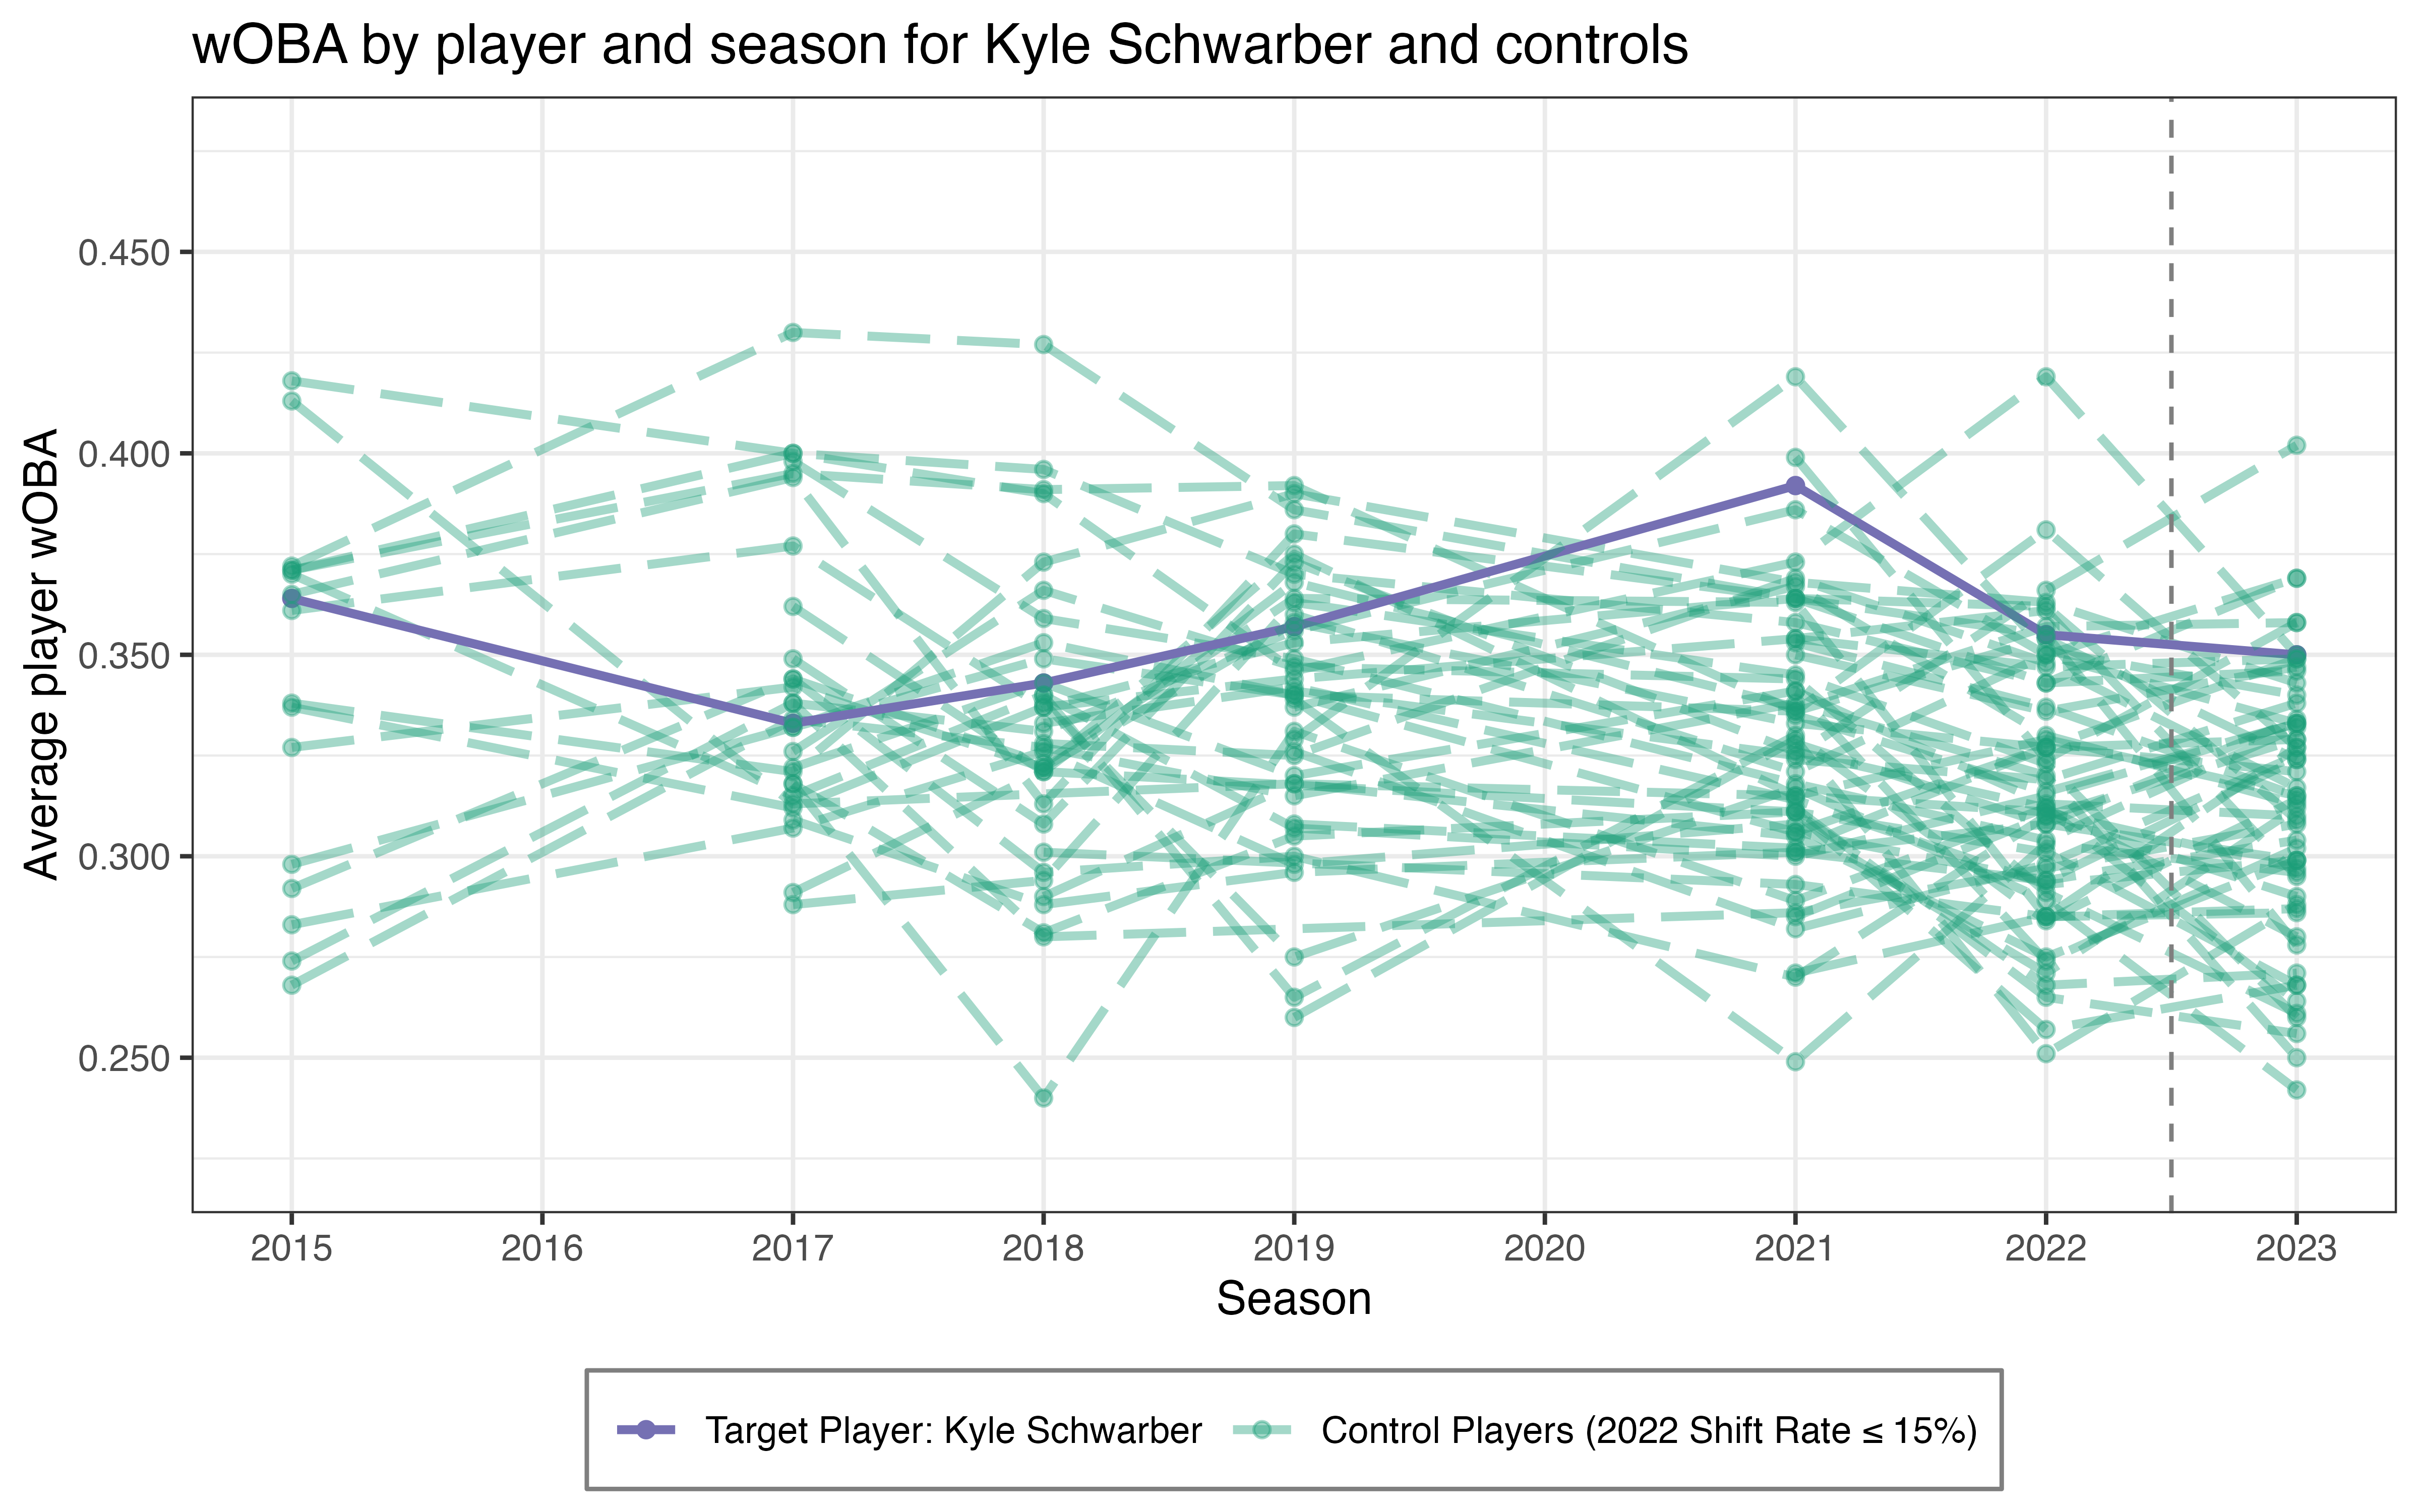 wOBA by player and season for Kyle Schwarber and controls
Average player wOBA
0.450
0.400
0.350
0.300
0.250
2015 2016 2017 2018 2019 2020 2021 2022 2023
Season
Target Player: Kyle Schwarber Control Players (2022 Shift Rate ≤ 15%)